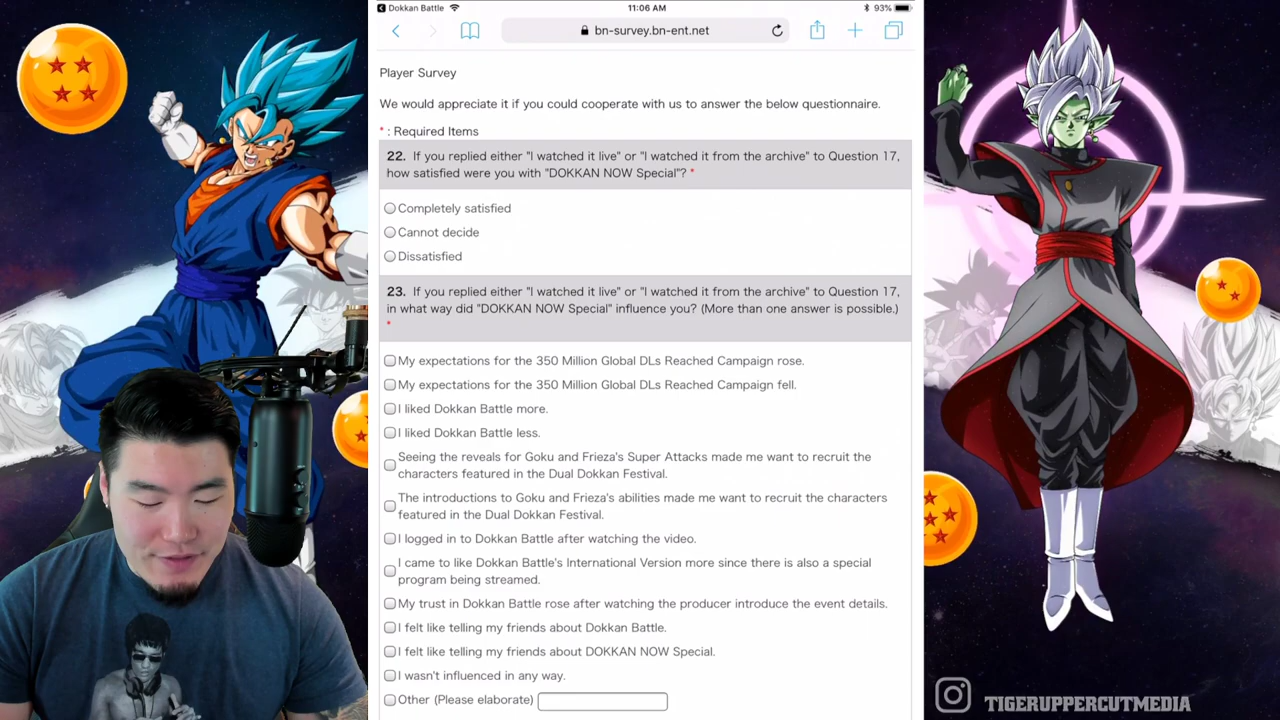 Dokkan Battle
11:06 AM
93%
bn-survey.bn-ent.net
Player Survey
We would appreciate it if you could cooperate with us to answer the below questionnaire.
* : Required Items
22. If you replied either "I watched it live" or "I watched it from the archive" to Question 17,
how satisfied were you with "DOKKAN NOW Special"? *
Completely satisfied
Cannot decide
Dissatisfied
23. If you replied either "I watched it live" or "I watched it from the archive" to Question 17,
in what way did "DOKKAN NOW Special" influence you? (More than one answer is possible.)
*
My expectations for the 350 Million Global DLs Reached Campaign rose.
My expectations for the 350 Million Global DLs Reached Campaign fell.
I liked Dokkan Battle more.
I liked Dokkan Battle less.
Seeing the reveals for Goku and Frieza's Super Attacks made me want to recruit the
characters featured in the Dual Dokkan Festival.
The introductions to Goku and Frieza's abilities made me want to recruit the characters
featured in the Dual Dokkan Festival.
I logged in to Dokkan Battle after watching the video.
I came to like Dokkan Battle's International Version more since there is also a special
program being streamed.
My trust in Dokkan Battle rose after watching the producer introduce the event details.
I felt like telling my friends about Dokkan Battle.
I felt like telling my friends about DOKKAN NOW Special.
I wasn't influenced in any way.
Other (Please elaborate)
TIGERUPPERCUTMEDIA